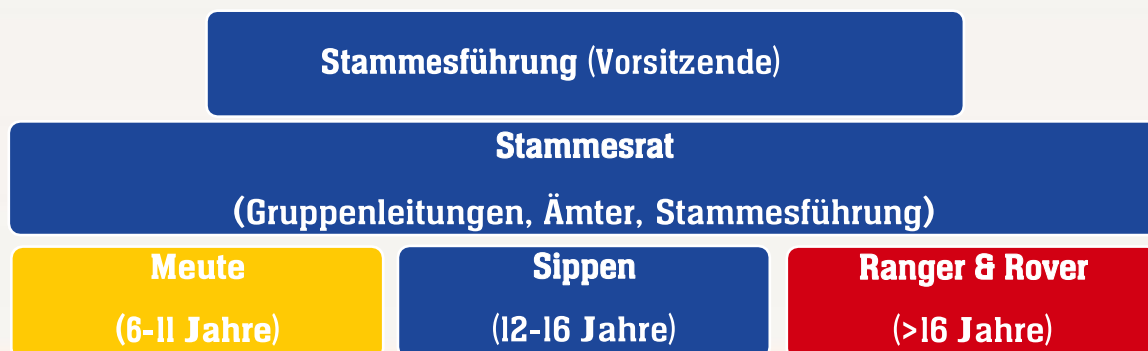 Stammesführung (Vorsitzende)
Stammesrat
(Gruppenleitungen, Ämter, Stammesführung)
Meute
(6-11 Jahre)
Sippen
(12-16 Jahre)
Ranger & Rover
(>16 Jahre)